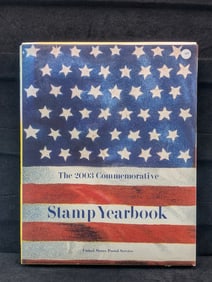 The 2003 Commemorative
Stamp Yearbook
United States Postal Service